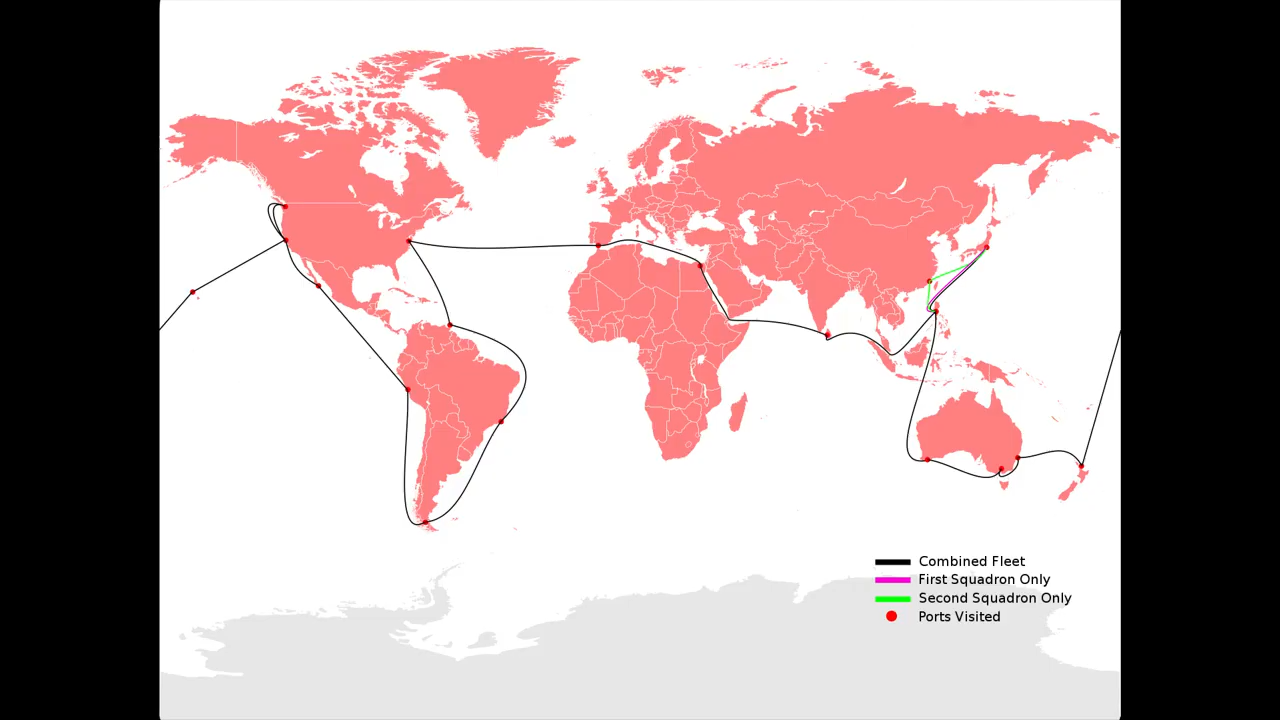 Combined Fleet
First Squadron Only
Second Squadron Only
Ports Visited